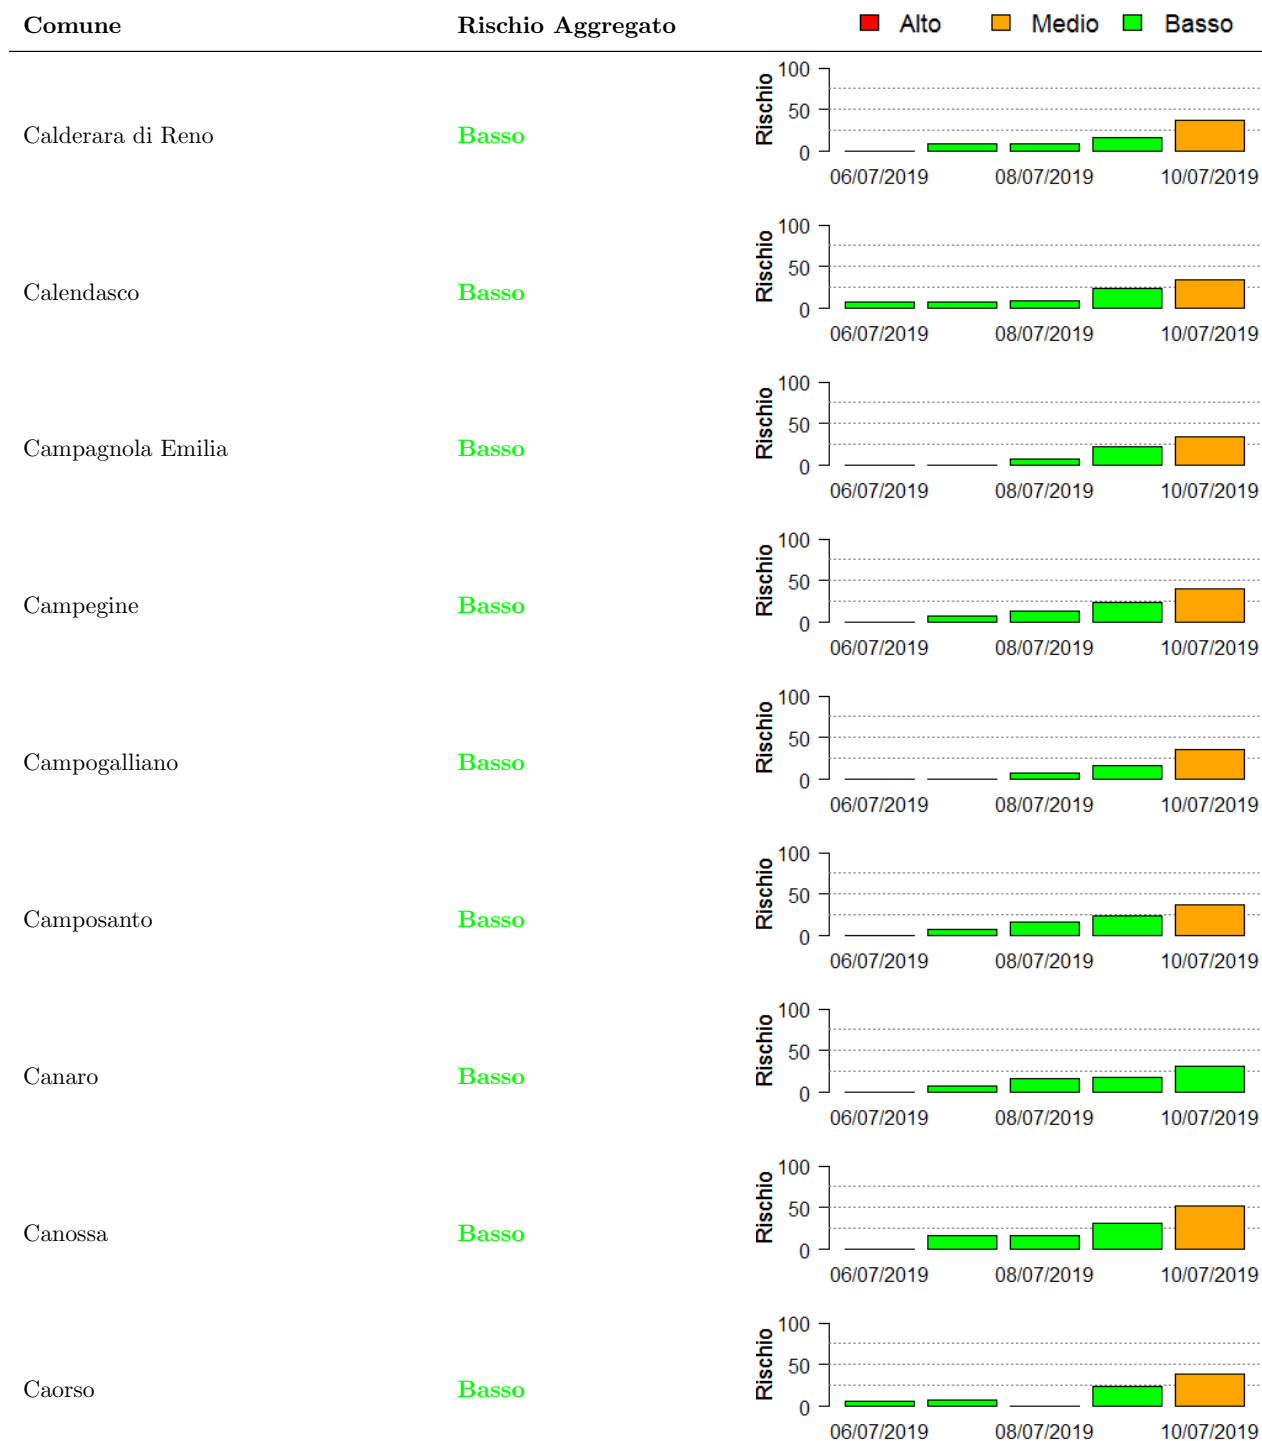 Comune Rischio Aggregato Alto Medio Basso
Calderara di Reno Basso Rischio 100 50 0
06/07/2019 08/07/2019 10/07/2019
Calendasco Basso Rischio 100 50 0
06/07/2019 08/07/2019 10/07/2019
Campagnola Emilia Basso Rischio 100 50 0
06/07/2019 08/07/2019 10/07/2019
Campegine Basso Rischio 100 50 0
06/07/2019 08/07/2019 10/07/2019
Campogalliano Basso Rischio 100 50 0
06/07/2019 08/07/2019 10/07/2019
Camposanto Basso Rischio 100 50 0
06/07/2019 08/07/2019 10/07/2019
Canaro Basso Rischio 100 50 0
06/07/2019 08/07/2019 10/07/2019
Canossa Basso Rischio 100 50 0
06/07/2019 08/07/2019 10/07/2019
Caorso Basso Rischio 100 50 0
06/07/2019 08/07/2019 10/07/2019